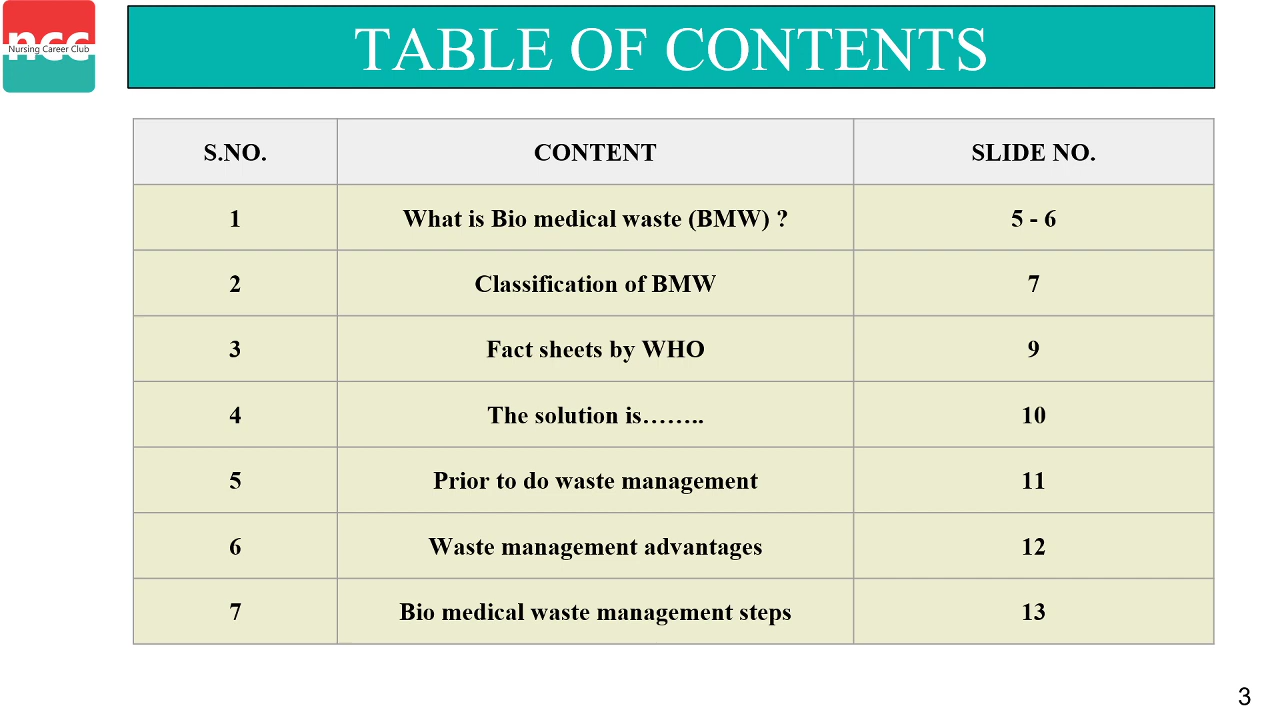 ncc
Nursing Career Club
TABLE OF CONTENTS
S.NO. CONTENT SLIDE NO.
1 What is Bio medical waste (BMW) ? 5 - 6
2 Classification of BMW 7
3 Fact sheets by WHO 9
4 The solution is…….. 10
5 Prior to do waste management 11
6 Waste management advantages 12
7 Bio medical waste management steps 13
3